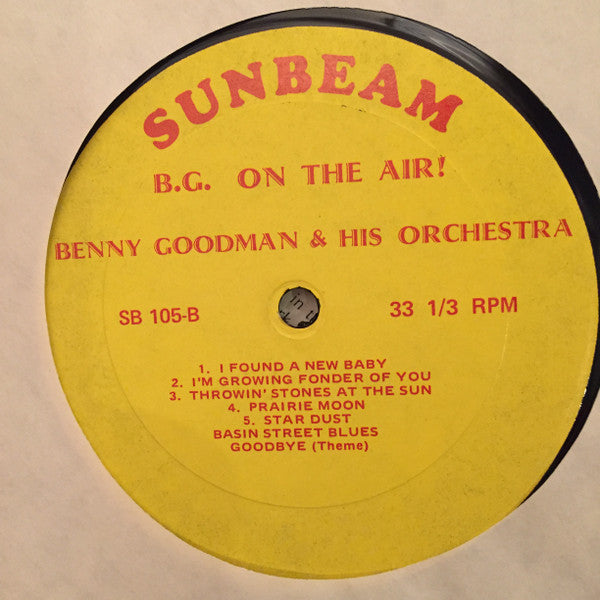 SUNBEAM
B.G. ON THE AIR!
BENNY GOODMAN & HIS ORCHESTRA
SB 105-B 33 1/3 RPM
1. I FOUND A NEW BABY
2. I'M GROWING FONDER OF YOU
3. THROWIN' STONES AT THE SUN
4. PRAIRIE MOON
5. STAR DUST
BASIN STREET BLUES
GOODBYE (Theme)